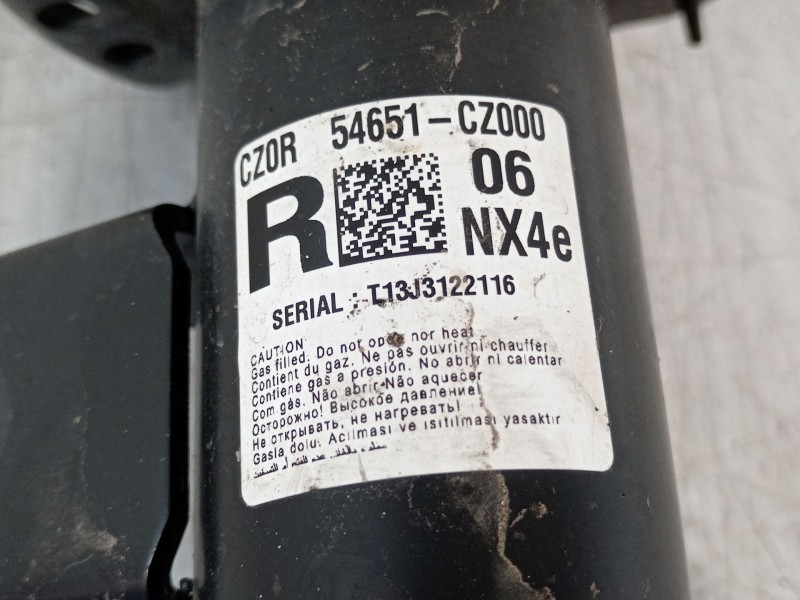 CZ0R 54651-CZ000
R
06
NX4e
SERIAL : T13J3122116
CAUTION
Gas filled. Do not open nor heat
Contient du gaz. Ne pas ouvrir ni chauffer
Contiene gas a presión. No abrir ni calentar
Com gás. Não abrir-Não aquecer
Осторожно! Высокое давление!
Не открывать, не нагревать!
Gasla dolu. Açılması ve ısıtılması yasaktır